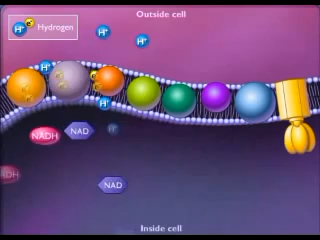 Outside cell
H⁺ e⁻ Hydrogen
H⁺
H⁺
H⁺
H⁺
H⁺
NADH
NAD
NADH
NAD
Inside cell